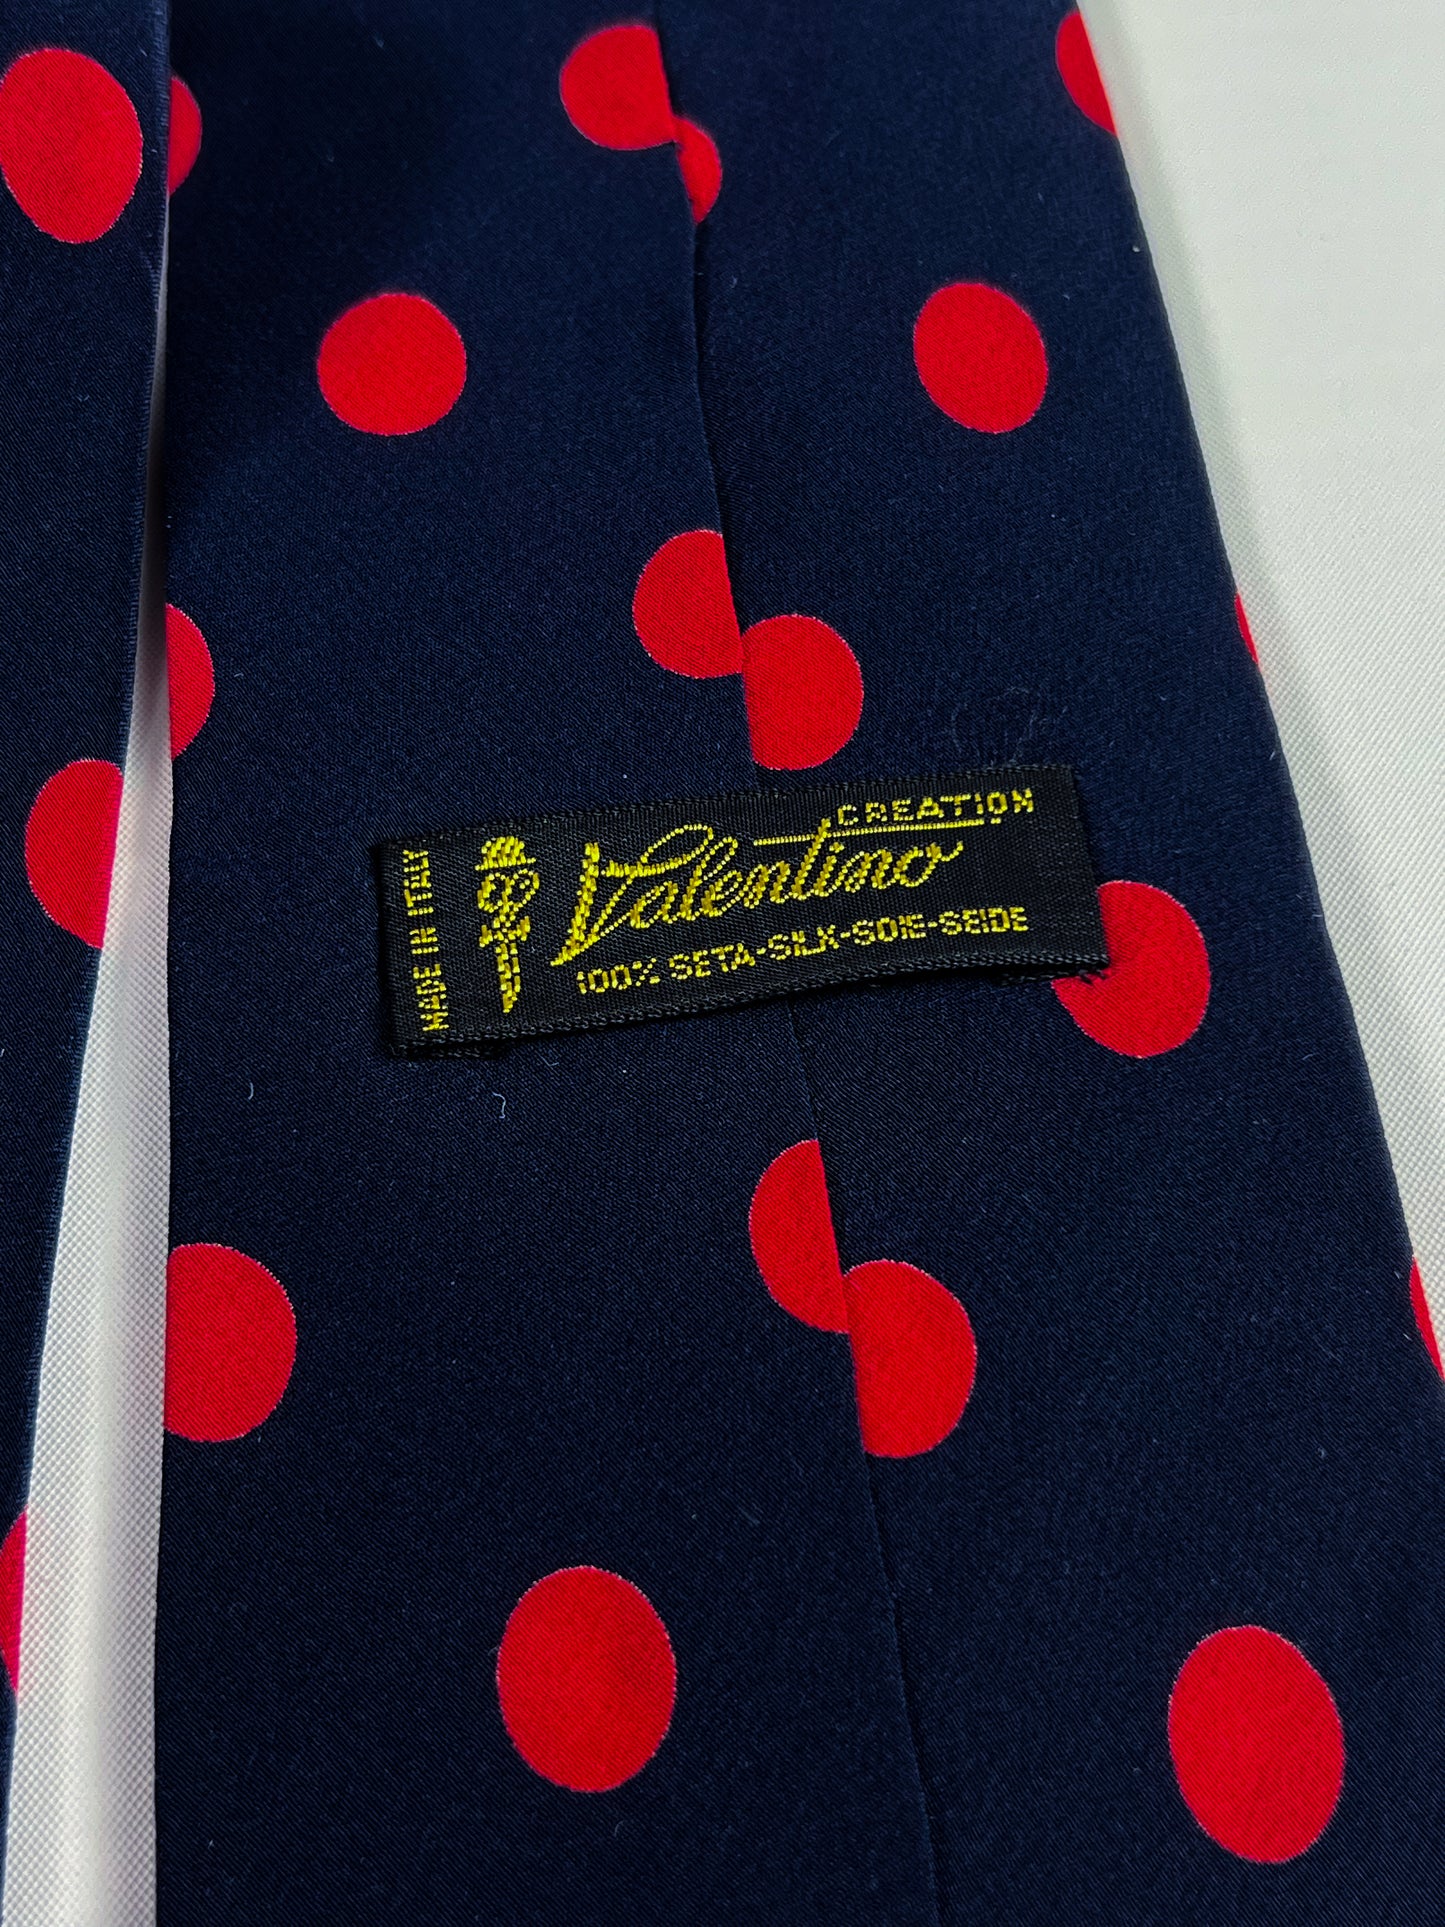 MADE IN ITALY
CREATION
Valentino
100% SETA-SILK-SOIE-SEIDE